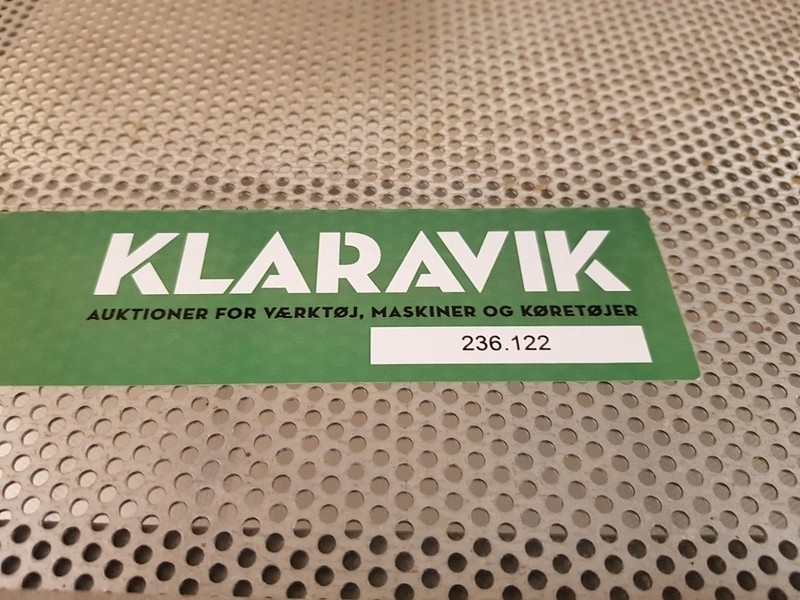 KLARAVIK
AUKTIONER FOR VÆRKTØJ, MASKINER OG KØRETØJER
236.122